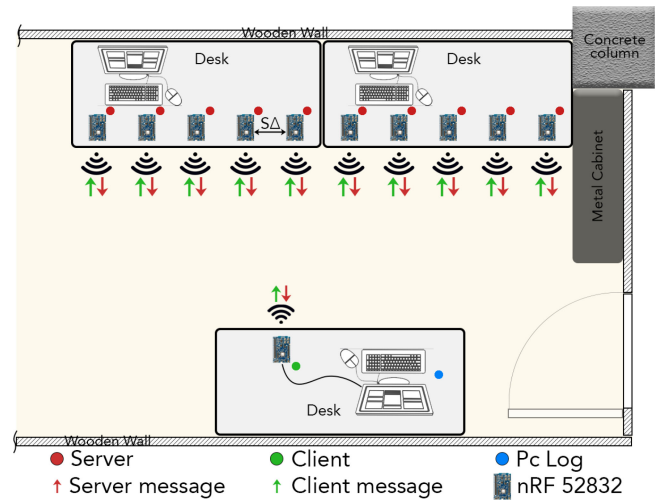 Wooden Wall
Desk
Desk
Concrete
column
SΔ
Metal Cabinet
Desk
Wooden Wall
Server
Client
Pc Log
Server message
Client message
nRF 52832